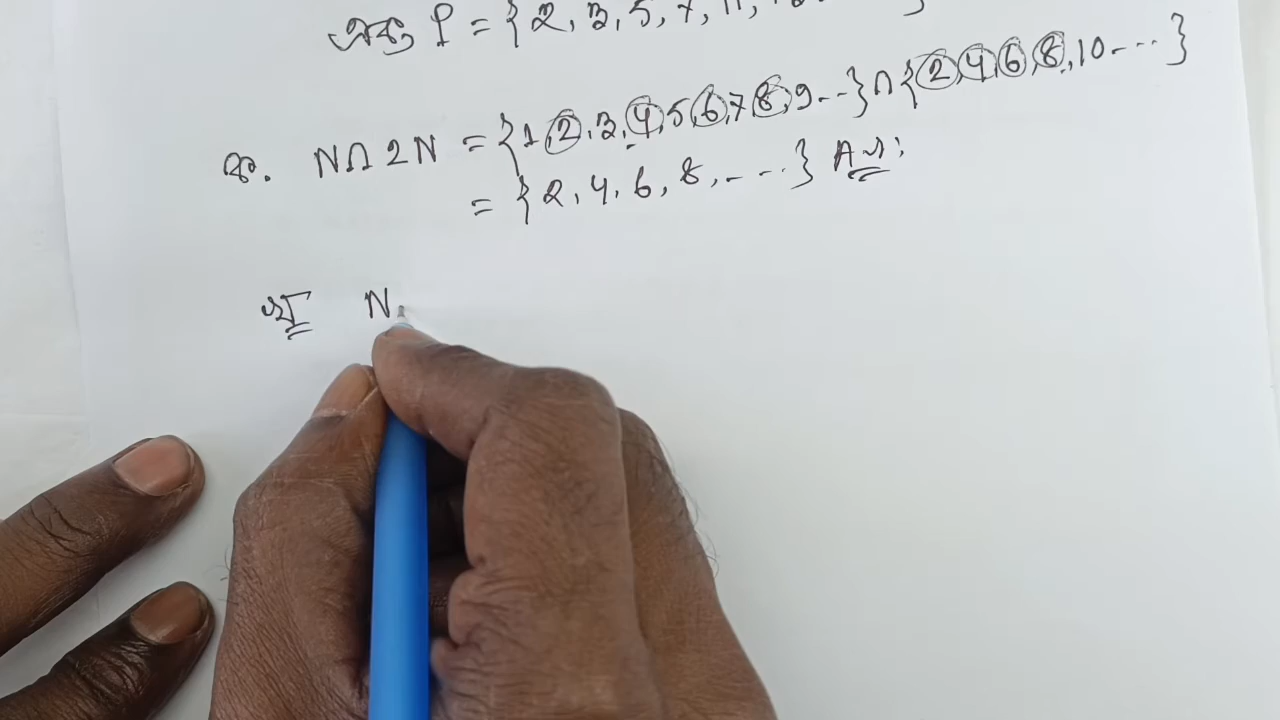 এবং P = {2, 3, 5, 7, 11,
ক. N∩2N = {1,2,3,4,5,6,7,8,9...}∩{2,4,6,8,10....}
= {2,4,6,8,.....} Ans:
খ N